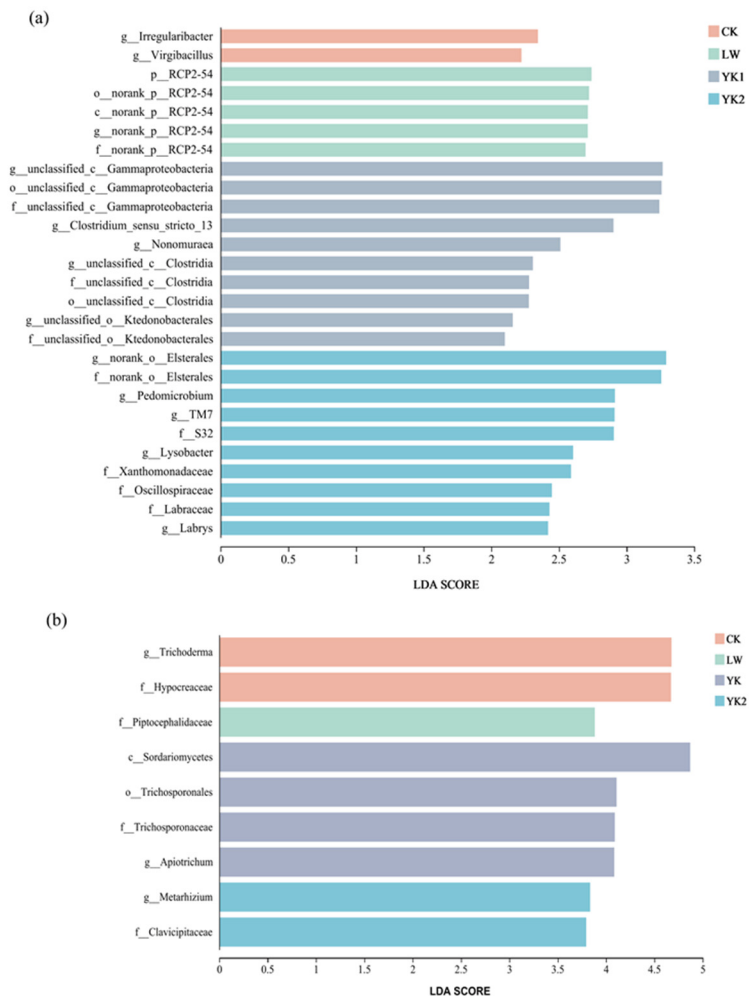 (a)
g__Irregularibacter
g__Virgibacillus
p__RCP2-54
o__norank_p__RCP2-54
c__norank_p__RCP2-54
g__norank_p__RCP2-54
f__norank_p__RCP2-54
g__unclassified_c__Gammaproteobacteria
o__unclassified_c__Gammaproteobacteria
f__unclassified_c__Gammaproteobacteria
g__Clostridium_sensu_stricto_13
g__Nonomuraea
g__unclassified_c__Clostridia
f__unclassified_c__Clostridia
o__unclassified_c__Clostridia
g__unclassified_o__Ktedonobacterales
f__unclassified_o__Ktedonobacterales
g__norank_o__Elsterales
f__norank_o__Elsterales
g__Pedomicrobium
g__TM7
f__S32
g__Lysobacter
f__Xanthomonadaceae
f__Oscillospiraceae
f__Labraceae
g__Labrys
0 0.5 1 1.5 2 2.5 3 3.5
LDA SCORE
CK
LW
YK1
YK2
(b)
g__Trichoderma
f__Hypocreaceae
f__Piptocephalidaceae
c__Sordariomycetes
o__Trichosporonales
f__Trichosporonaceae
g__Apiotrichum
g__Metarhizium
f__Clavicipitaceae
0 0.5 1 1.5 2 2.5 3 3.5 4 4.5 5
LDA SCORE
CK
LW
YK
YK2